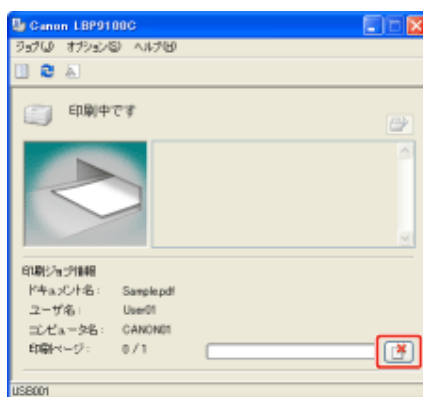 Canon LBP9100C
ジョブ(J) オプション(O) ヘルプ(H)
印刷中です
印刷ジョブ情報
ドキュメント名： Sample.pdf
ユーザ名： User01
コンピュータ名： CANON01
印刷ページ： 0 / 1
USB001